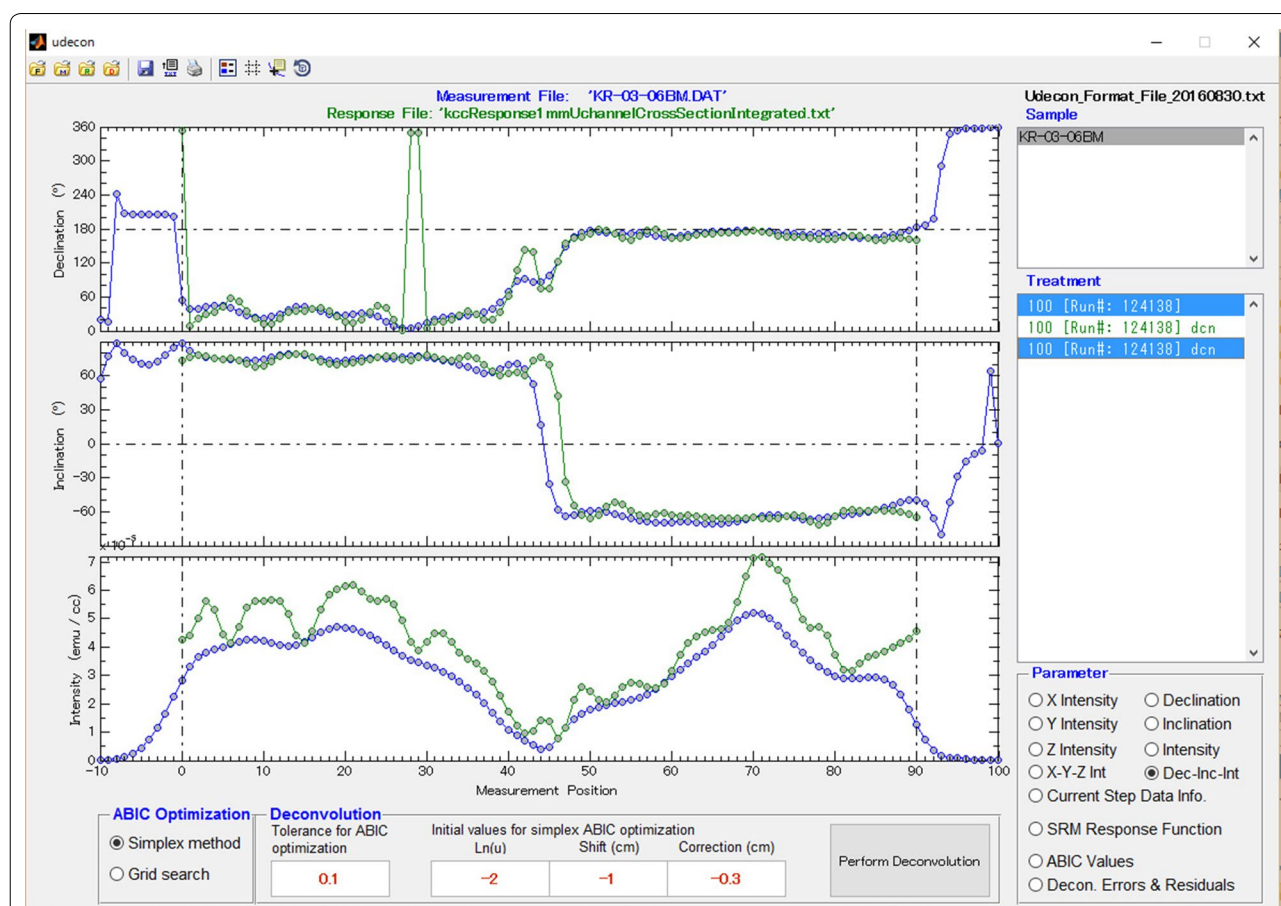 udecon
Measurement File: 'KR-03-06BM.DAT'
Response File: 'kccResponse1mmUchannelCrossSectionIntegrated.txt'
Udecon_Format_File_20160830.txt
Sample
KR-03-06BM
360
300
240
180
120
60
0
Declination (°)
Treatment
100 [Run#: 124138]
100 [Run#: 124138] dcn
100 [Run#: 124138] dcn
60
30
0
-30
-60
Inclination (°)
× 10-5
7
6
5
4
3
2
1
0
Intensity (emu / cc)
-10 0 10 20 30 40 50 60 70 80 90 100
Measurement Position
Parameter
X Intensity Declination
Y Intensity Inclination
Z Intensity Intensity
X-Y-Z Int Dec-Inc-Int
Current Step Data Info.
SRM Response Function
ABIC Values
Decon. Errors & Residuals
ABIC Optimization
Simplex method
Grid search
Deconvolution
Tolerance for ABIC
optimization
0.1
Initial values for simplex ABIC optimization
Ln(u) Shift (cm) Correction (cm)
-2 -1 -0.3
Perform Deconvolution